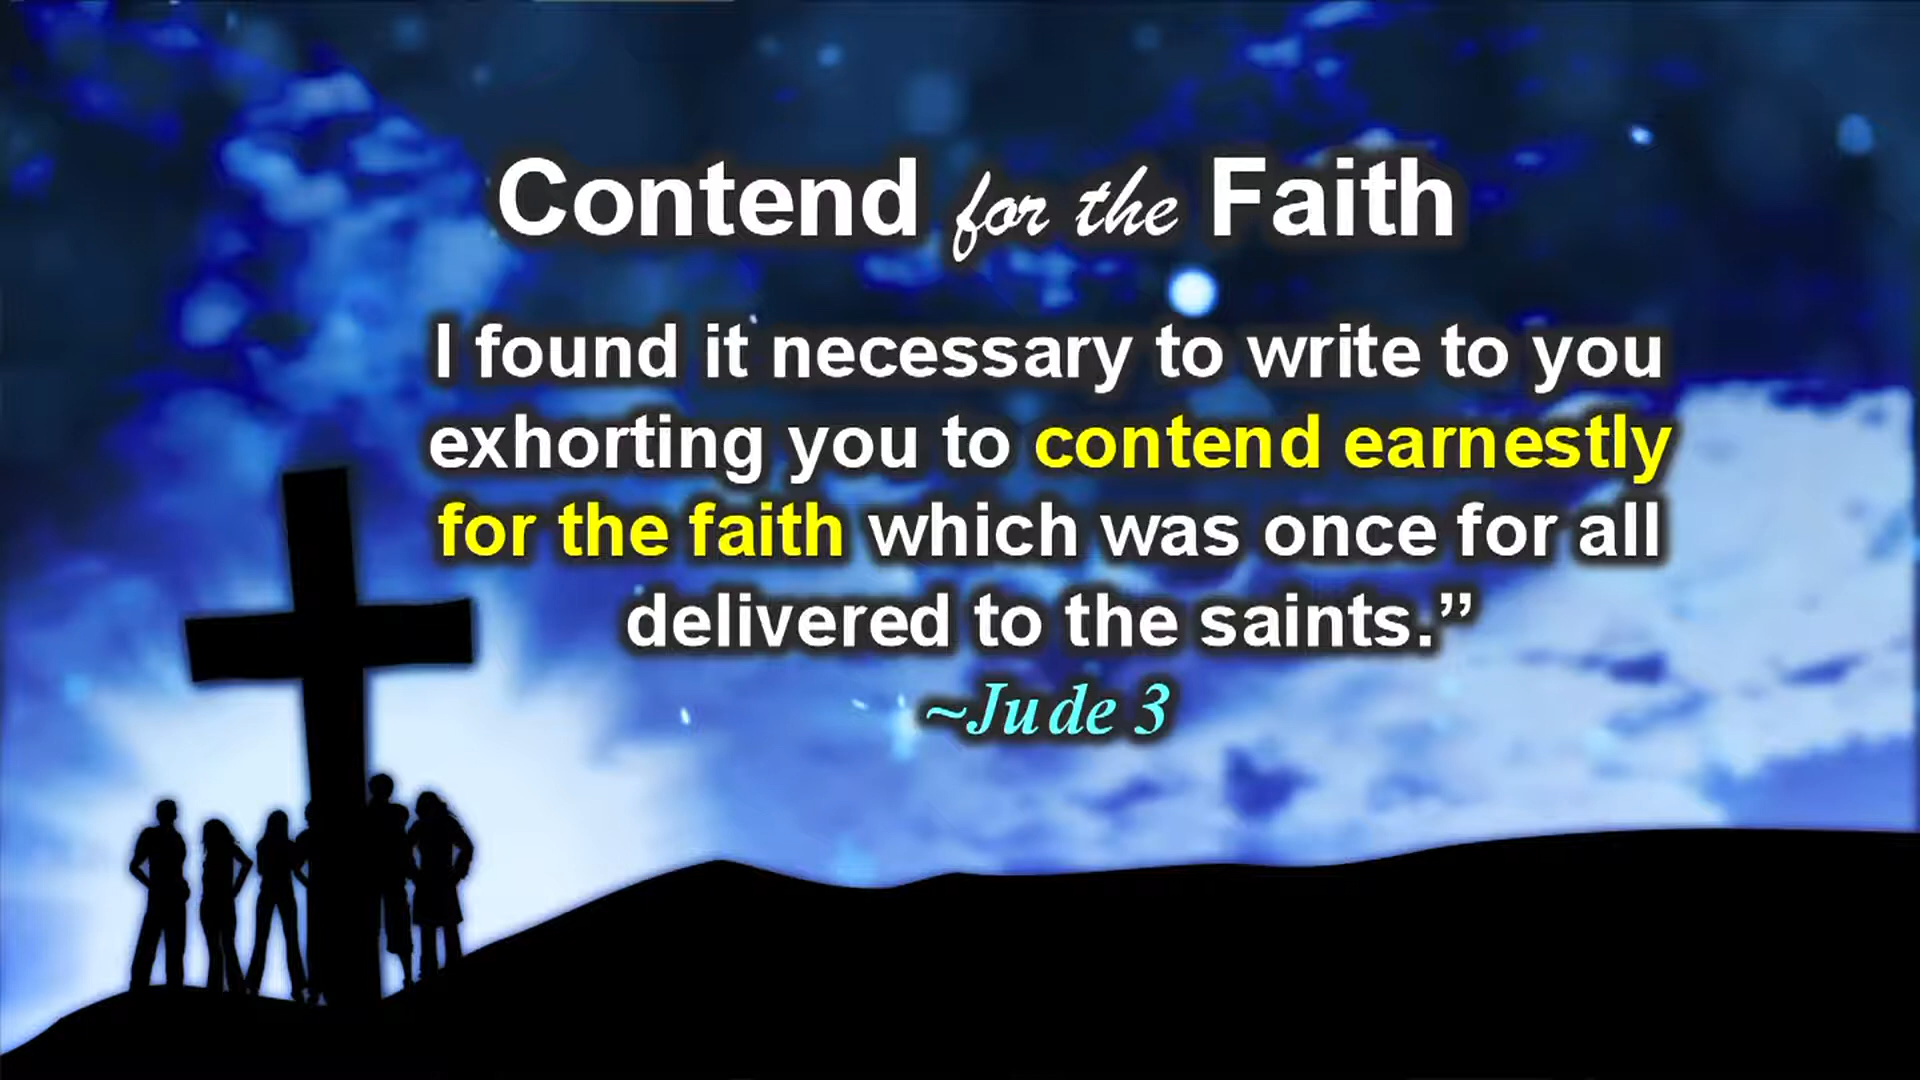 Contend for the Faith
I found it necessary to write to you
exhorting you to contend earnestly
for the faith which was once for all
delivered to the saints.”
~Jude 3